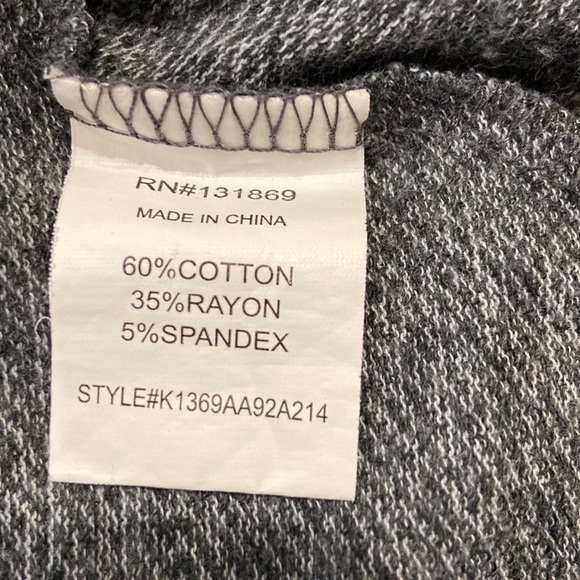 RN#131869
MADE IN CHINA
60%COTTON
35%RAYON
5%SPANDEX
STYLE#K1369AA92A214